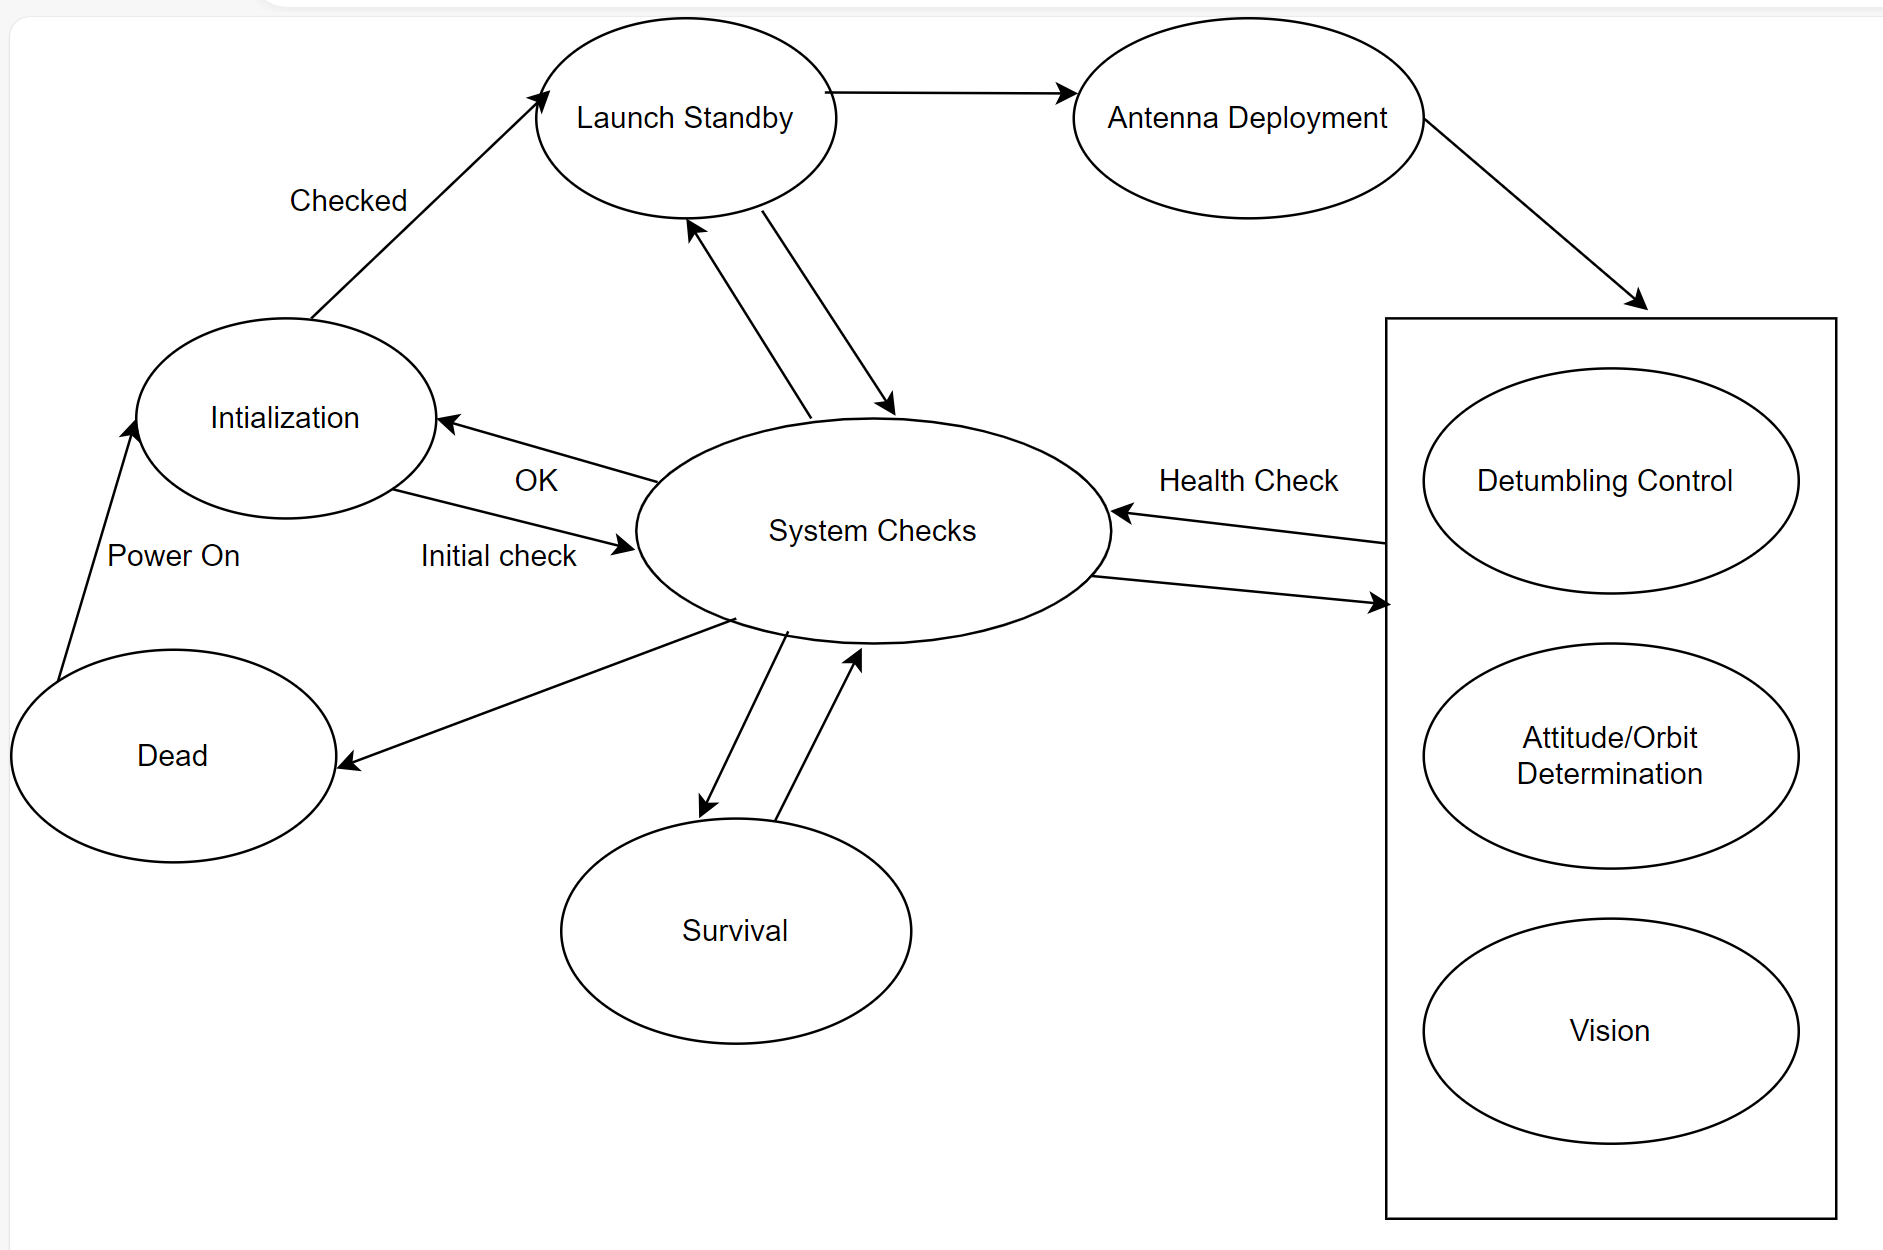 Launch Standby
Antenna Deployment
Checked
Intialization
OK
Health Check
Detumbling Control
System Checks
Power On
Initial check
Dead
Attitude/Orbit
Determination
Survival
Vision